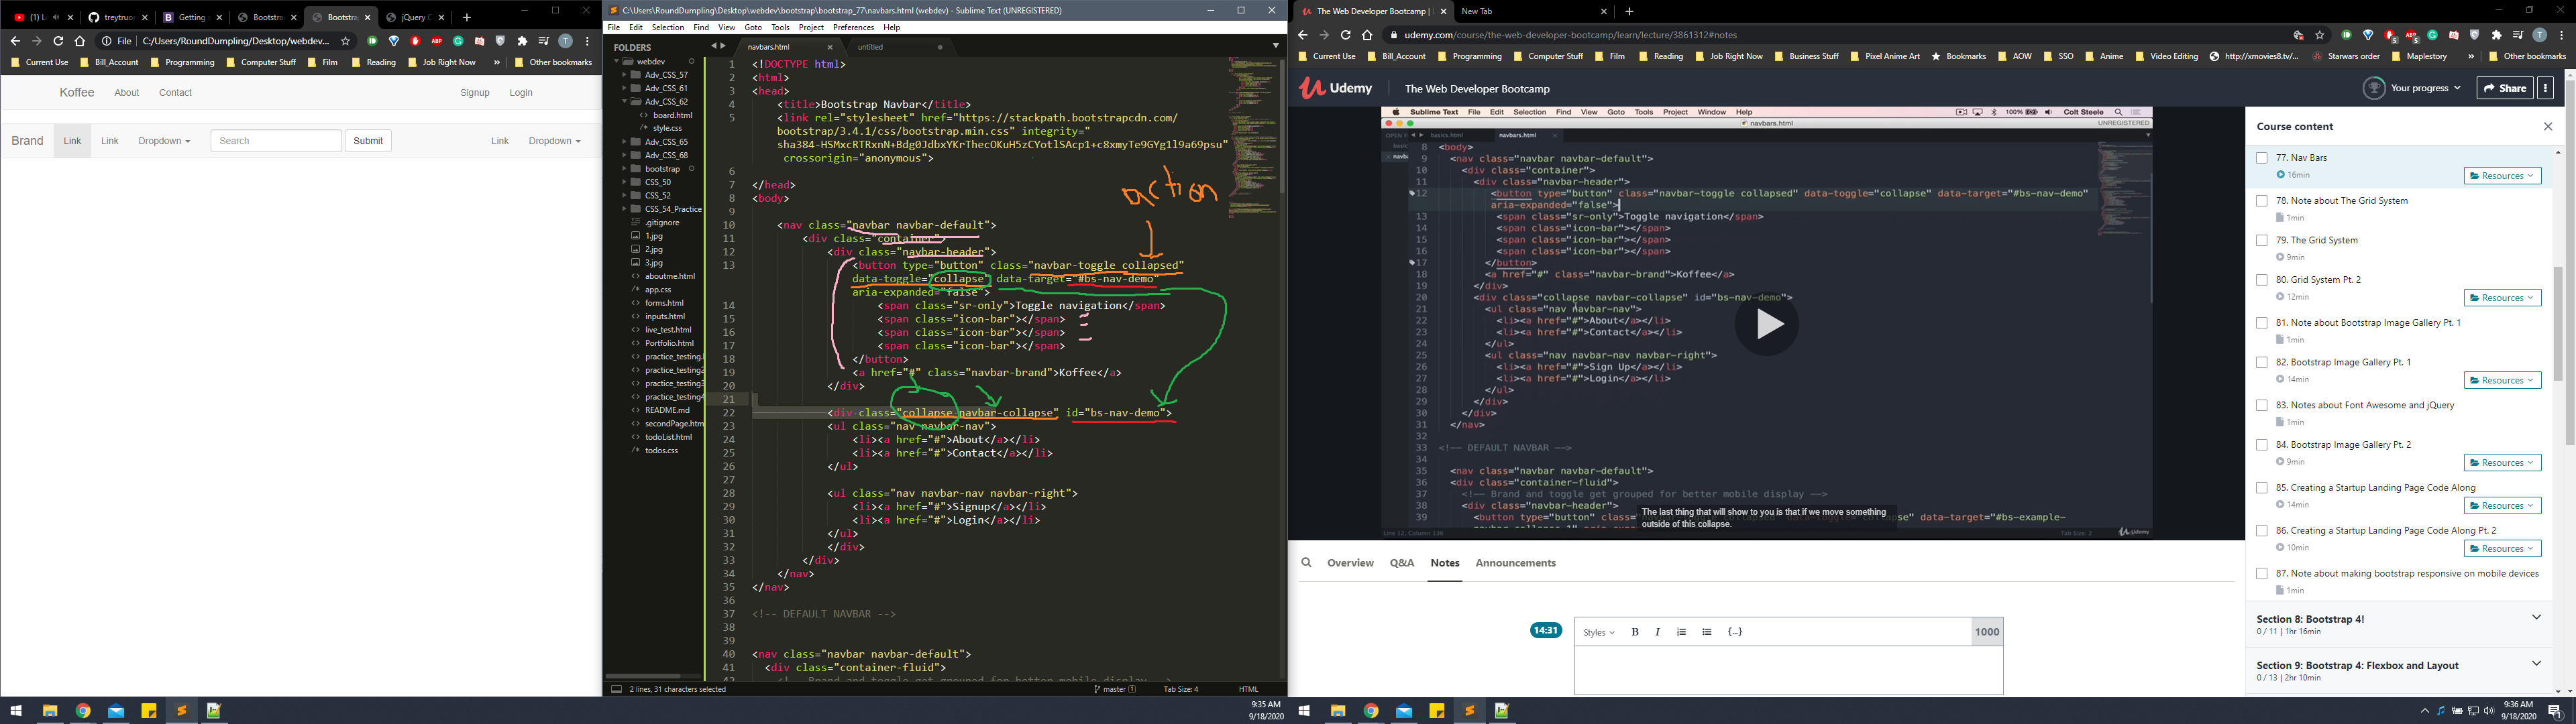 (1) L
treytruc
Getting s
Bootstrap
Bootstra
jQuery C
File
C:/Users/RoundDumpling/Desktop/webdev...
Current Use
Bill_Account
Programming
Computer Stuff
Film
Reading
Job Right Now
»
Other bookmarks
Koffee About Contact Signup Login
Brand Link Link Dropdown Search Submit Link Dropdown
C:\Users\RoundDumpling\Desktop\webdev\bootstrap\bootstrap_77\navbars.html (webdev) - Sublime Text (UNREGISTERED)
File Edit Selection Find View Goto Tools Project Preferences Help
FOLDERS
webdev
Adv_CSS_57
Adv_CSS_61
Adv_CSS_62
board.html
style.css
Adv_CSS_65
Adv_CSS_68
bootstrap
CSS_50
CSS_52
CSS_54_Practice
.gitignore
1.jpg
2.jpg
3.jpg
aboutme.html
app.css
forms.html
inputs.html
live_test.html
Portfolio.html
practice_testing.
practice_testing2
practice_testing3
practice_testing4
README.md
secondPage.htm
todoList.html
todos.css
navbars.html untitled
1 <!DOCTYPE html>
2 <html>
3 <head>
4 <title>Bootstrap Navbar</title>
5 <link rel="stylesheet" href="https://stackpath.bootstrapcdn.com/
bootstrap/3.4.1/css/bootstrap.min.css" integrity="
sha384-HSMxcRTRxnN+Bdg0JdbxYKrThecOKuH5zCYotlSAcp1+c8xmyTe9GYg1l9a69psu"
crossorigin="anonymous">
6
7 </head>
8 <body>
action
9
10 <nav class="navbar navbar-default">
11 <div class="container">
12 <div class="navbar-header">
13 <button type="button" class="navbar-toggle collapsed"
data-toggle="collapse" data-target="#bs-nav-demo"
aria-expanded="false">
14 <span class="sr-only">Toggle navigation</span>
15 <span class="icon-bar"></span>
16 <span class="icon-bar"></span>
17 <span class="icon-bar"></span>
18 </button>
19 <a href="#" class="navbar-brand">Koffee</a>
20 </div>
21
22 <div class="collapse navbar-collapse" id="bs-nav-demo">
23 <ul class="nav navbar-nav">
24 <li><a href="#">About</a></li>
25 <li><a href="#">Contact</a></li>
26 </ul>
27
28 <ul class="nav navbar-nav navbar-right">
29 <li><a href="#">Signup</a></li>
30 <li><a href="#">Login</a></li>
31 </ul>
32 </div>
33 </div>
34 </nav>
35 </nav>
36
37 <!-- DEFAULT NAVBAR -->
38
39
40 <nav class="navbar navbar-default">
41 <div class="container-fluid">
2 lines, 31 characters selected master 1 Tab Size: 4 HTML
9:35 AM
9/18/2020
The Web Developer Bootcamp |
New Tab
udemy.com/course/the-web-developer-bootcamp/learn/lecture/3861312#notes
Current Use
Bill_Account
Programming
Computer Stuff
Film
Reading
Job Right Now
Business Stuff
Pixel Anime Art
Bookmarks
AOW
SSO
Anime
Video Editing
http://xmovies8.tv/...
Starwars order
Maplestory
»
Other bookmarks
Udemy The Web Developer Bootcamp Your progress Share
Sublime Text File Edit Selection Find View Goto Tools Project Window Help 100% Colt Steele
navbars.html UNREGISTERED
basics.html navbars.html
8 <body>
9 <nav class="navbar navbar-default">
10 <div class="container">
11 <div class="navbar-header">
12 <button type="button" class="navbar-toggle collapsed" data-toggle="collapse" data-target="#bs-nav-demo"
aria-expanded="false">
13 <span class="sr-only">Toggle navigation</span>
14 <span class="icon-bar"></span>
15 <span class="icon-bar"></span>
16 <span class="icon-bar"></span>
17 </button>
18 <a href="#" class="navbar-brand">Koffee</a>
19 </div>
20 <div class="collapse navbar-collapse" id="bs-nav-demo">
21 <ul class="nav navbar-nav">
22 <li><a href="#">About</a></li>
23 <li><a href="#">Contact</a></li>
24 </ul>
25 <ul class="nav navbar-nav navbar-right">
26 <li><a href="#">Sign Up</a></li>
27 <li><a href="#">Login</a></li>
28 </ul>
29 </div>
30 </div>
31 </nav>
32
33 <!-- DEFAULT NAVBAR -->
34
35 <nav class="navbar navbar-default">
36 <div class="container-fluid">
37 <!-- Brand and toggle get grouped for better mobile display -->
38 <div class="navbar-header">
39 <button type="button" class=
se" data-target="#bs-example-
The last thing that will show to you is that if we move something
outside of this collapse.
Tab Size: 2
Udemy
Overview Q&A Notes Announcements
14:31 Styles B I {...} 1000
Course content
77. Nav Bars
16min Resources
78. Note about The Grid System
1min
79. The Grid System
9min
80. Grid System Pt. 2
12min Resources
81. Note about Bootstrap Image Gallery Pt. 1
1min
82. Bootstrap Image Gallery Pt. 1
14min Resources
83. Notes about Font Awesome and jQuery
1min
84. Bootstrap Image Gallery Pt. 2
9min Resources
85. Creating a Startup Landing Page Code Along
14min Resources
86. Creating a Startup Landing Page Code Along Pt. 2
10min Resources
87. Note about making bootstrap responsive on mobile devices
1min
Section 8: Bootstrap 4!
0 / 11 | 1hr 16min
Section 9: Bootstrap 4: Flexbox and Layout
0 / 13 | 2hr 10min
9:36 AM
9/18/2020